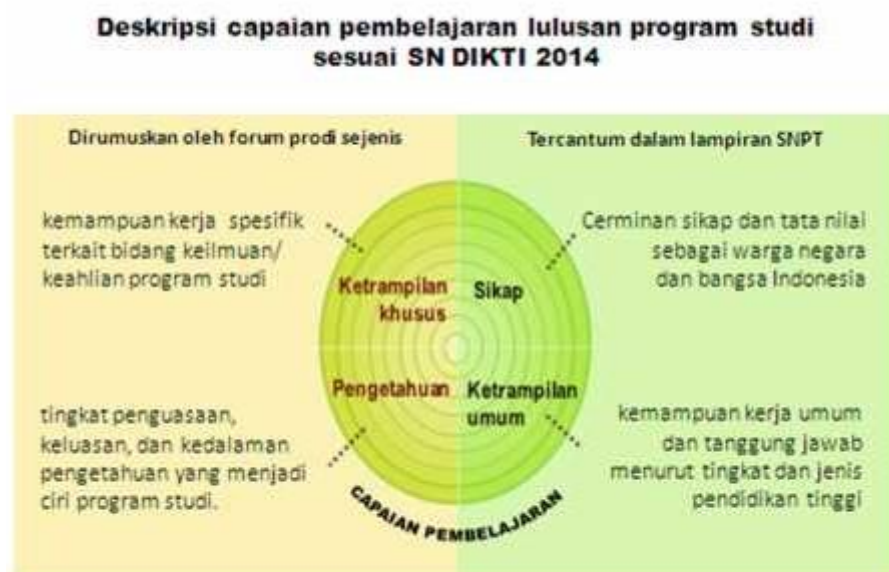 Deskripsi capaian pembelajaran lulusan program studi
sesuai SN DIKTI 2014
Dirumuskan oleh forum prodi sejenis
kemampuan kerja spesifik
terkait bidang keilmuan/
keahlian program studi
Ketrampilan
khusus
Pengetahuan
tingkat penguasaan,
keluasan, dan kedalaman
pengetahuan yang menjadi
ciri program studi.
Tercantum dalam lampiran SNPT
Cerminan sikap dan tata nilai
sebagai warga negara
dan bangsa Indonesia
Sikap
Ketrampilan
umum
kemampuan kerja umum
dan tanggung jawab
menurut tingkat dan jenis
pendidikan tinggi
CAPAIAN PEMBELAJARAN